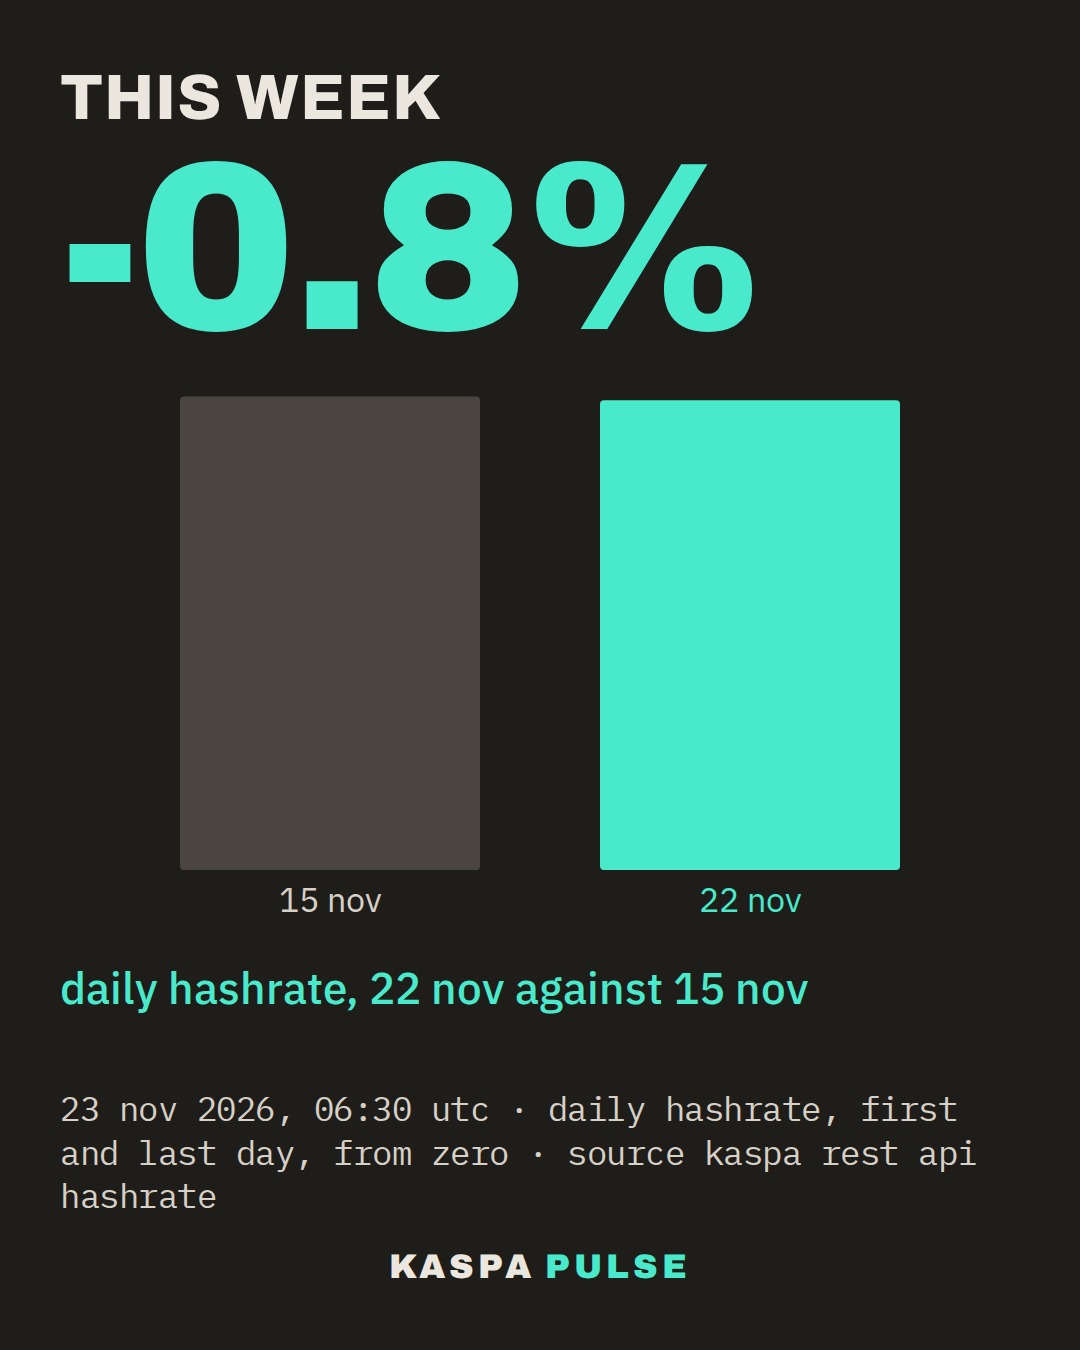 THIS WEEK
-0.8%
15 nov
22 nov
daily hashrate, 22 nov against 15 nov
23 nov 2026, 06:30 utc · daily hashrate, first
and last day, from zero · source kaspa rest api
hashrate
KASPA PULSE